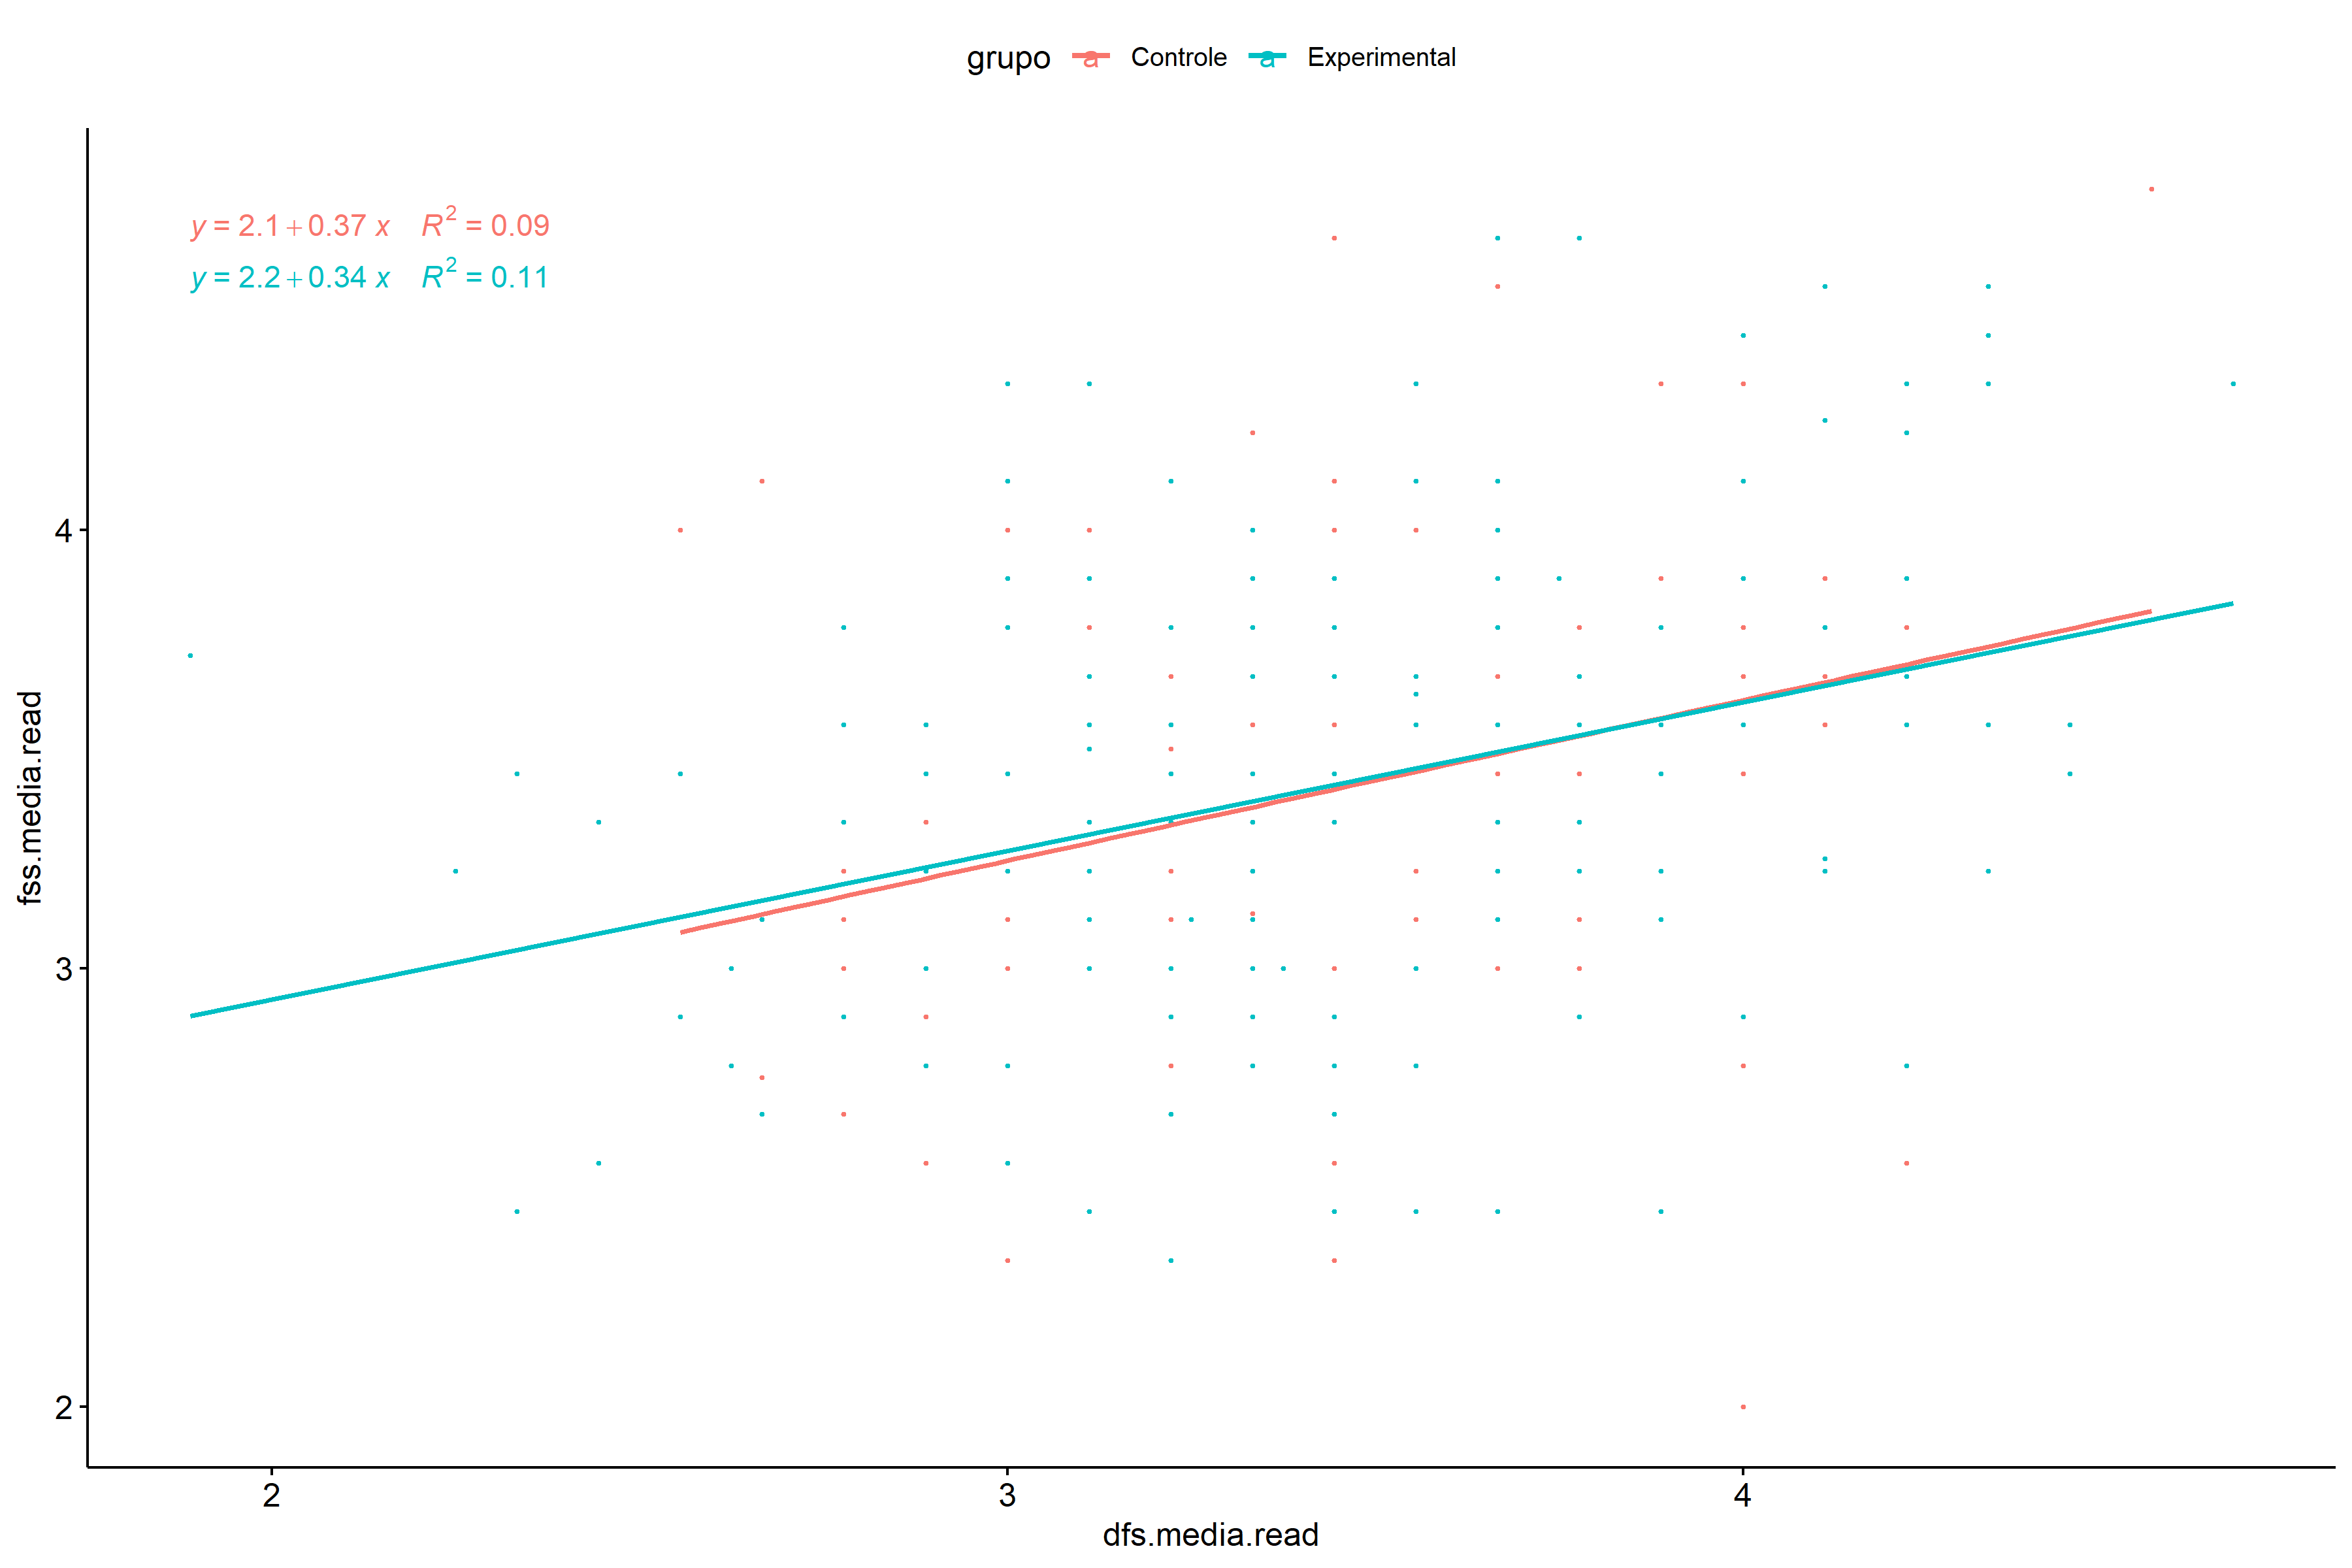 grupo a Controle a Experimental
y = 2.1 + 0.37 x R² = 0.09
y = 2.2 + 0.34 x R² = 0.11
4
3
2
fss.media.read
2 3 4
dfs.media.read